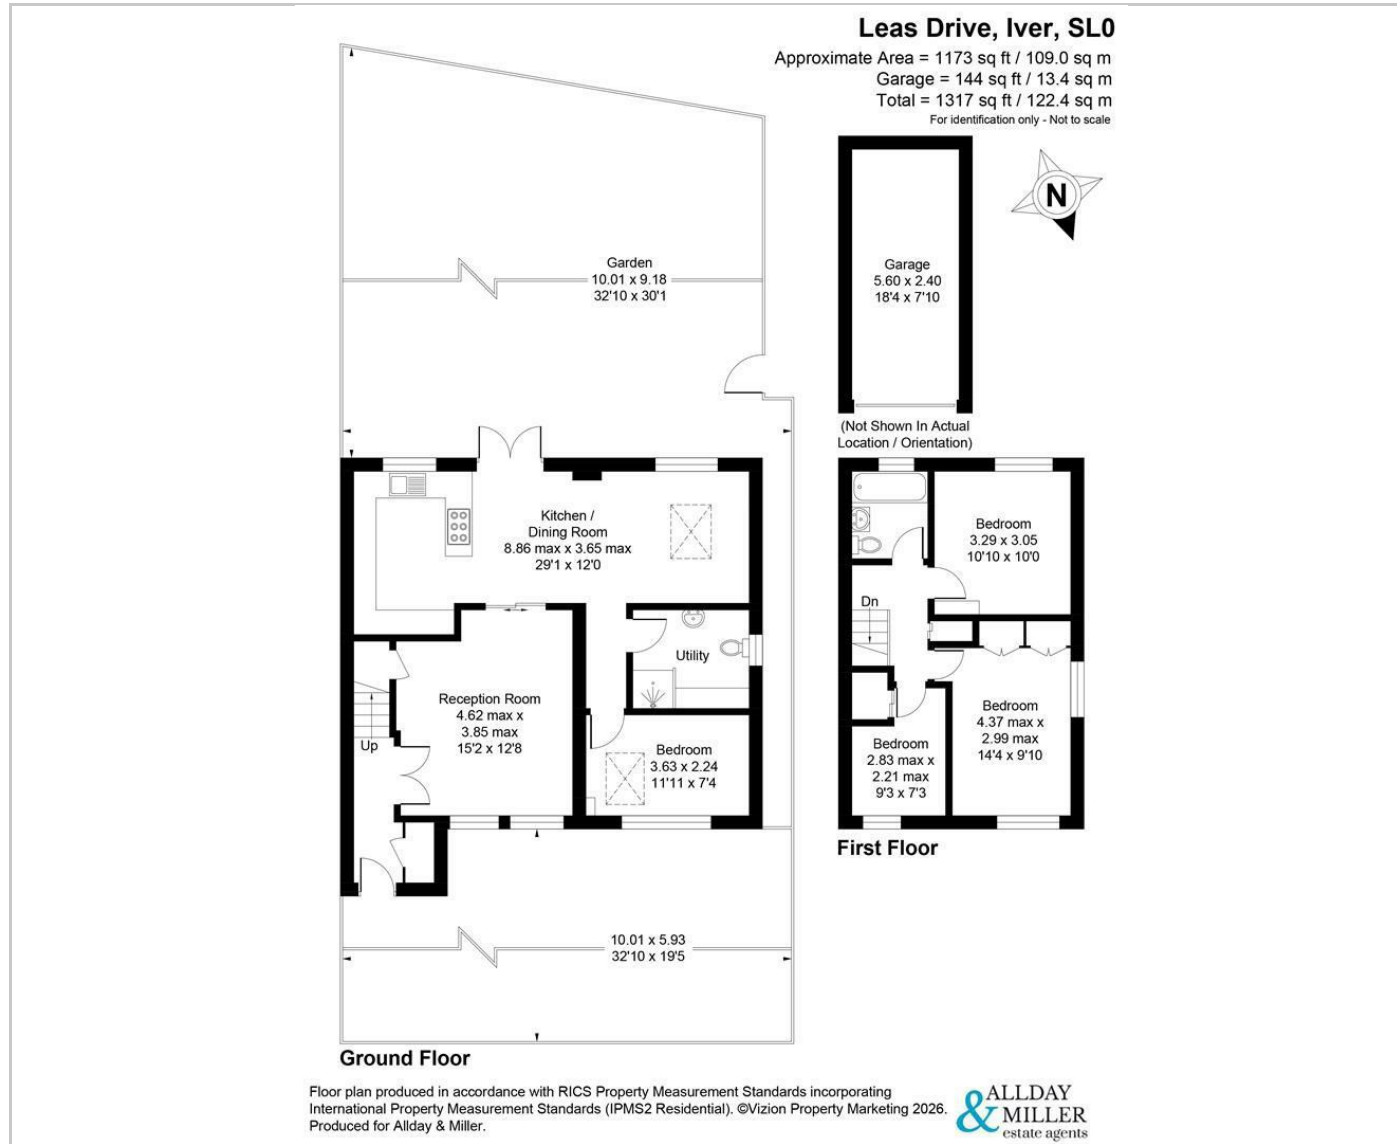 Leas Drive, Iver, SL0
Approximate Area = 1173 sq ft / 109.0 sq m
Garage = 144 sq ft / 13.4 sq m
Total = 1317 sq ft / 122.4 sq m
For identification only - Not to scale
N
Garden
10.01 x 9.18
32'10 x 30'1
Garage
5.60 x 2.40
18'4 x 7'10
(Not Shown In Actual
Location / Orientation)
Kitchen /
Dining Room
8.86 max x 3.65 max
29'1 x 12'0
Utility
Reception Room
4.62 max x
3.85 max
15'2 x 12'8
Up
Bedroom
3.63 x 2.24
11'11 x 7'4
Bedroom
3.29 x 3.05
10'10 x 10'0
Dn
Bedroom
4.37 max x
2.99 max
14'4 x 9'10
Bedroom
2.83 max x
2.21 max
9'3 x 7'3
First Floor
10.01 x 5.93
32'10 x 19'5
Ground Floor
Floor plan produced in accordance with RICS Property Measurement Standards incorporating
International Property Measurement Standards (IPMS2 Residential). ©Vizion Property Marketing 2026.
Produced for Allday & Miller.
ALLDAY
& MILLER
estate agents